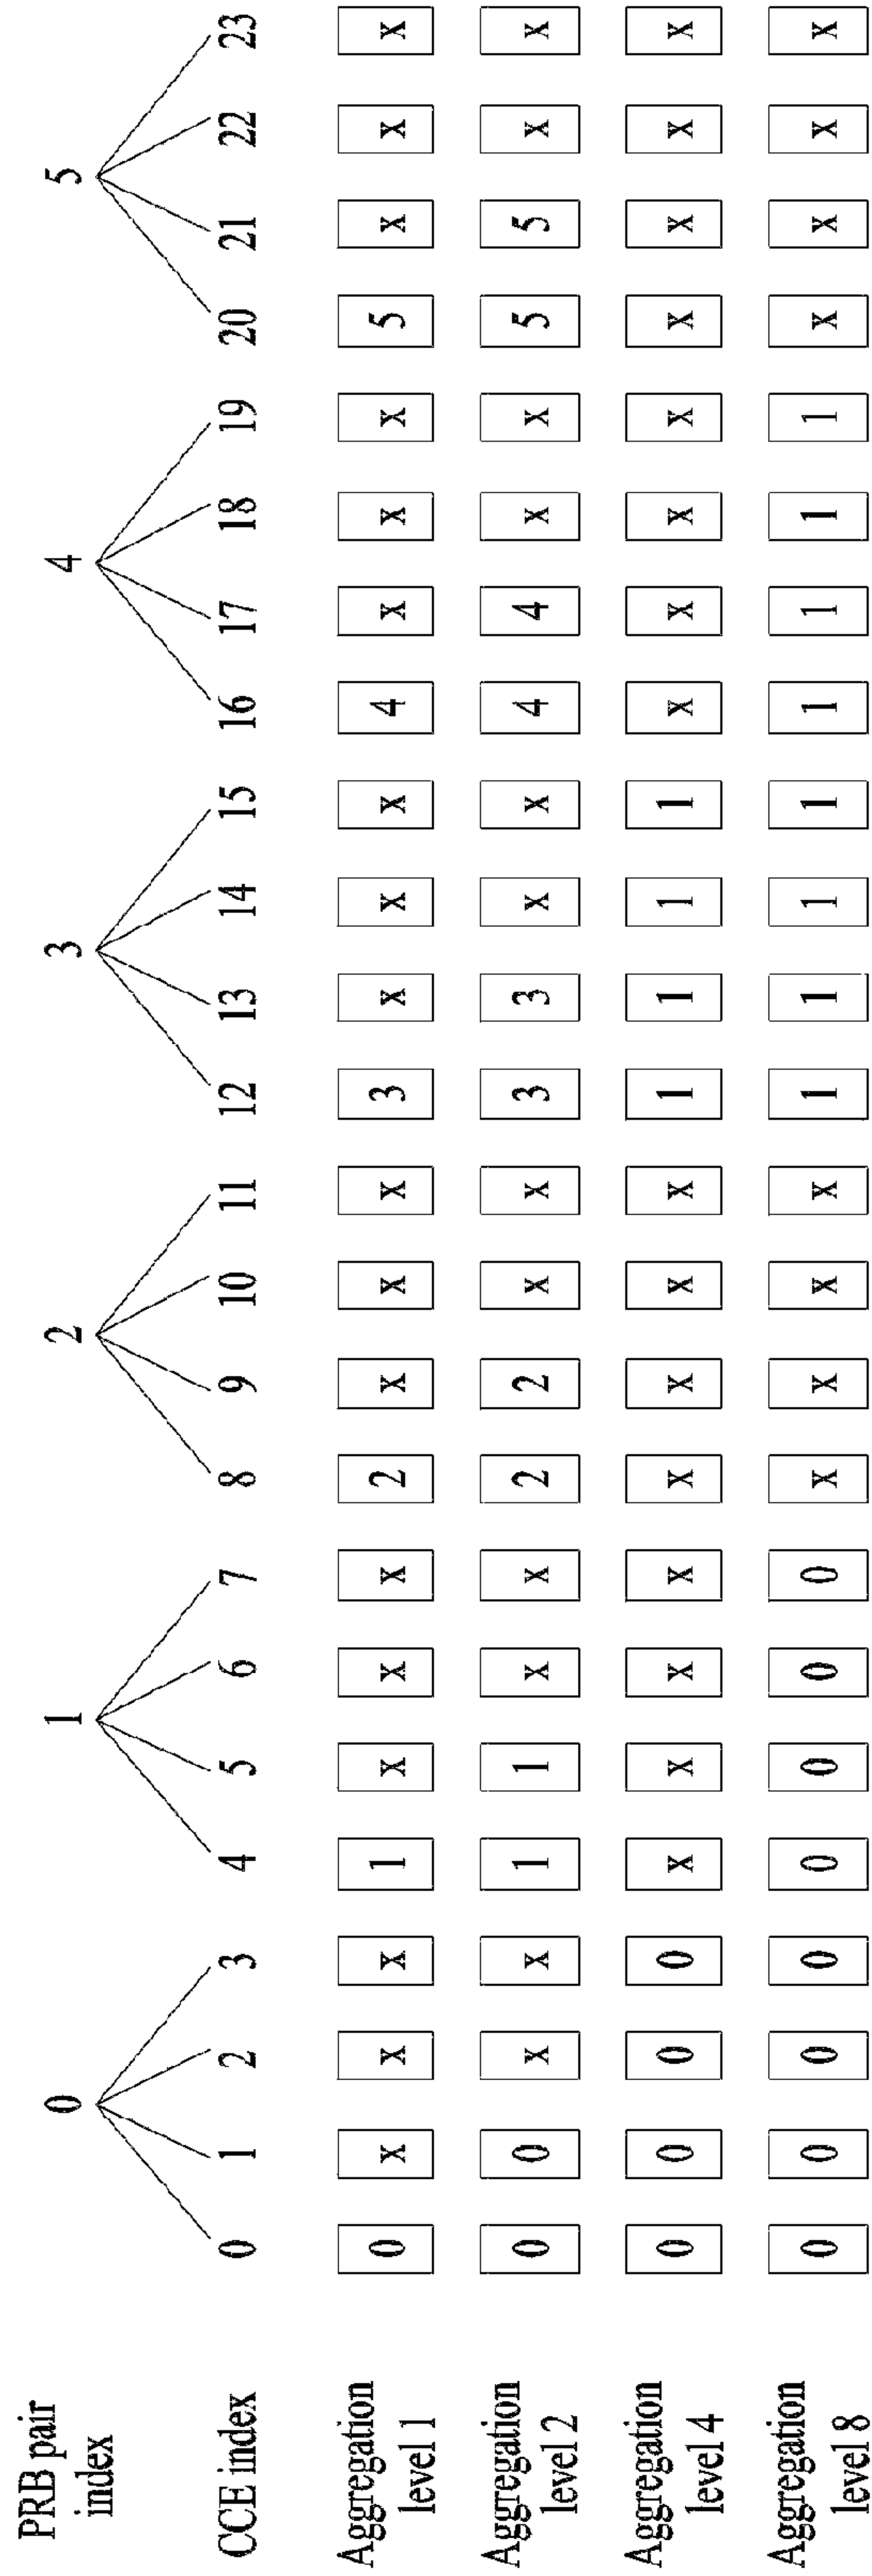 PRB pair
index
0 1 2 3 4 5
CCE index 0 1 2 3 4 5 6 7 8 9 10 11 12 13 14 15 16 17 18 19 20 21 22 23
Aggregation
level 1
0 x x x 1 x x x 2 x x x 3 x x x 4 x x x 5 x x x
Aggregation
level 2
0 0 x x 1 1 x x 2 2 x x 3 3 x x 4 4 x x 5 5 x x
Aggregation
level 4
0 0 0 0 x x x x x x x x 1 1 1 1 x x x x x x x x
Aggregation
level 8
0 0 0 0 0 0 0 0 x x x x 1 1 1 1 1 1 1 1 x x x x